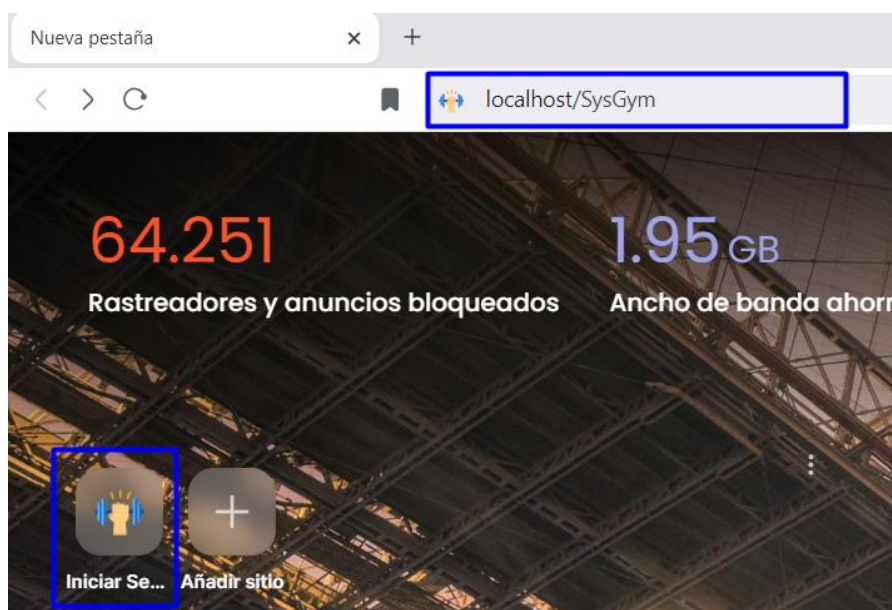 Nueva pestaña
localhost/SysGym
64.251
1.95 GB
Rastreadores y anuncios bloqueados
Ancho de banda ahorr
Iniciar Se...
Añadir sitio